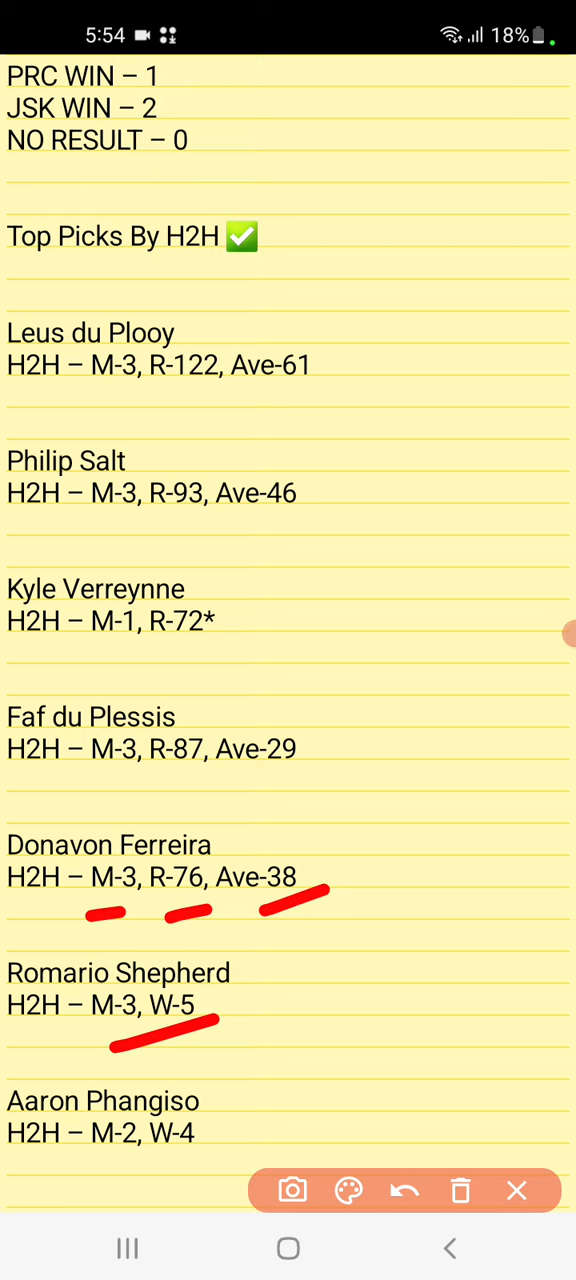 5:54 18%
PRC WIN – 1
JSK WIN – 2
NO RESULT – 0
Top Picks By H2H ✅
Leus du Plooy
H2H – M-3, R-122, Ave-61
Philip Salt
H2H – M-3, R-93, Ave-46
Kyle Verreynne
H2H – M-1, R-72*
Faf du Plessis
H2H – M-3, R-87, Ave-29
Donavon Ferreira
H2H – M-3, R-76, Ave-38
Romario Shepherd
H2H – M-3, W-5
Aaron Phangiso
H2H – M-2, W-4